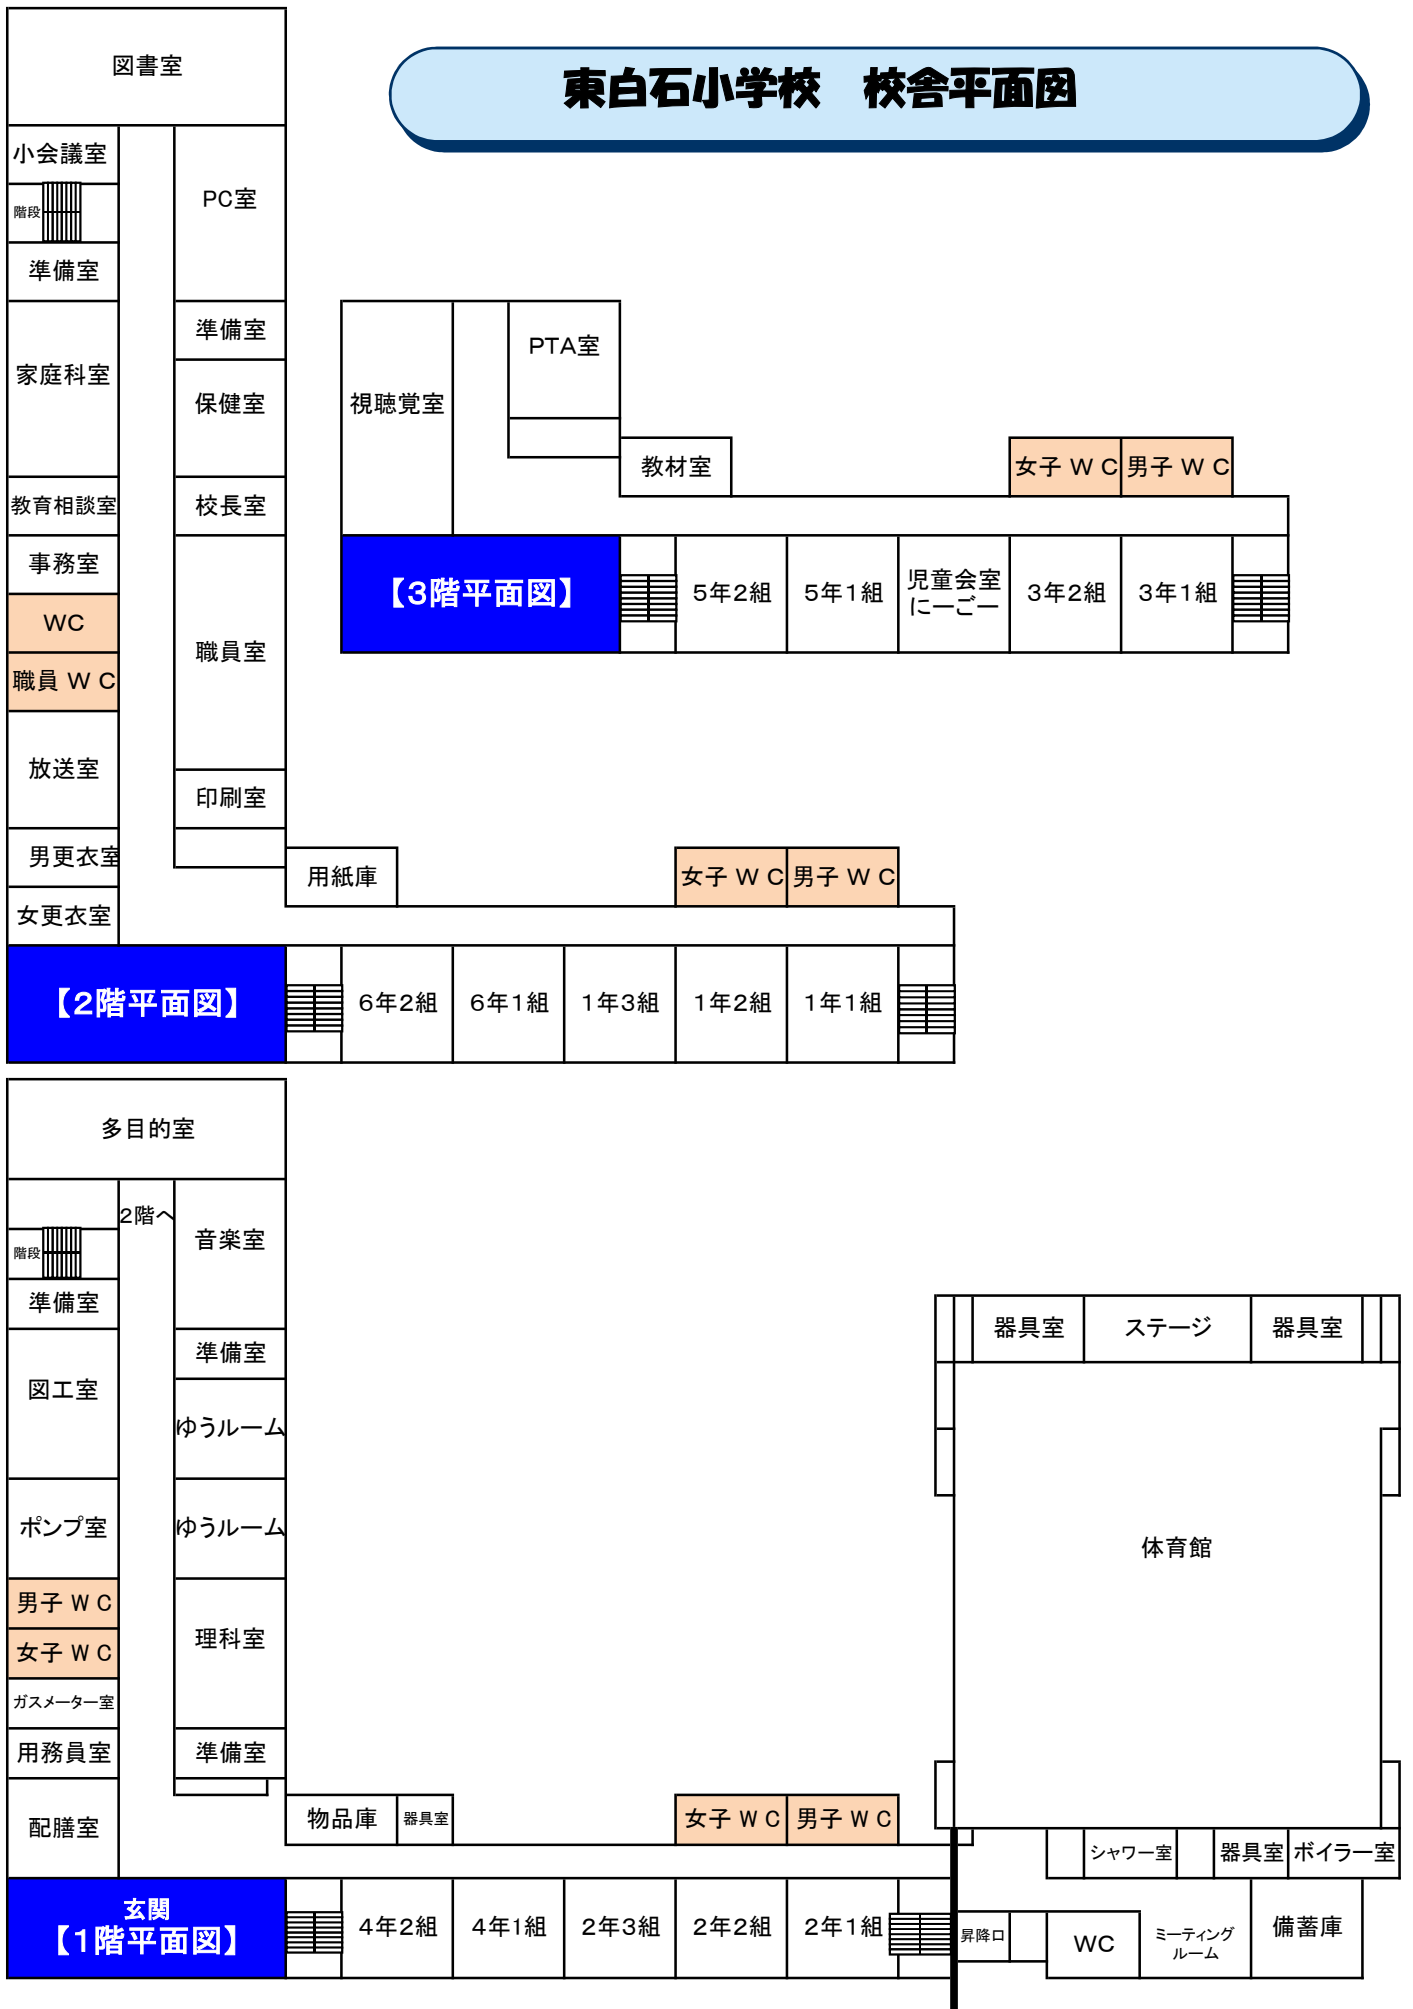 東白石小学校　校舎平面図
図書室
小会議室
階段
準備室
家庭科室
教育相談室
事務室
WC
職員ＷＣ
放送室
男更衣室
女更衣室
PC室
準備室
保健室
校長室
職員室
印刷室
用紙庫
女子ＷＣ
男子ＷＣ
【2階平面図】
6年2組
6年1組
1年3組
1年2組
1年1組
視聴覚室
PTA室
教材室
女子ＷＣ
男子ＷＣ
【3階平面図】
5年2組
5年1組
児童会室
にーごー
3年2組
3年1組
多目的室
2階へ
階段
準備室
図工室
ポンプ室
男子ＷＣ
女子ＷＣ
ガスメーター室
用務員室
配膳室
音楽室
準備室
ゆうルーム
ゆうルーム
理科室
準備室
物品庫
器具室
女子ＷＣ
男子ＷＣ
玄関
【1階平面図】
4年2組
4年1組
2年3組
2年2組
2年1組
器具室
ステージ
器具室
体育館
シャワー室
器具室
ボイラー室
昇降口
WC
ミーティング
ルーム
備蓄庫